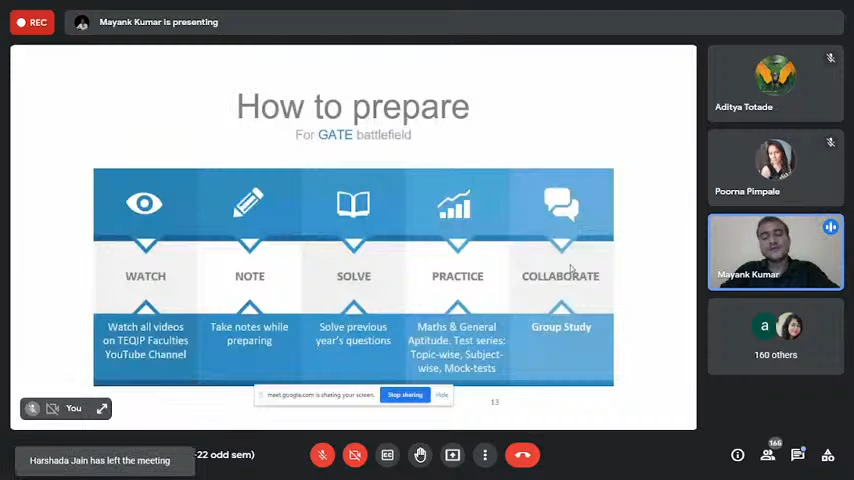 REC
Mayank Kumar is presenting
How to prepare
For GATE battlefield
WATCH
NOTE
SOLVE
PRACTICE
COLLABORATE
Watch all videos
on TEQIP Faculties
YouTube Channel
Take notes while
preparing
Solve previous
year's questions
Maths & General
Aptitude. Test series:
Topic-wise, Subject-
wise, Mock-tests
Group Study
meet.google.com is sharing your screen.
Stop sharing
Hide
13
You
Aditya Totade
Poorna Pimpale
Mayank Kumar
a
160 others
Harshada Jain has left the meeting
-22 odd sem)
CC